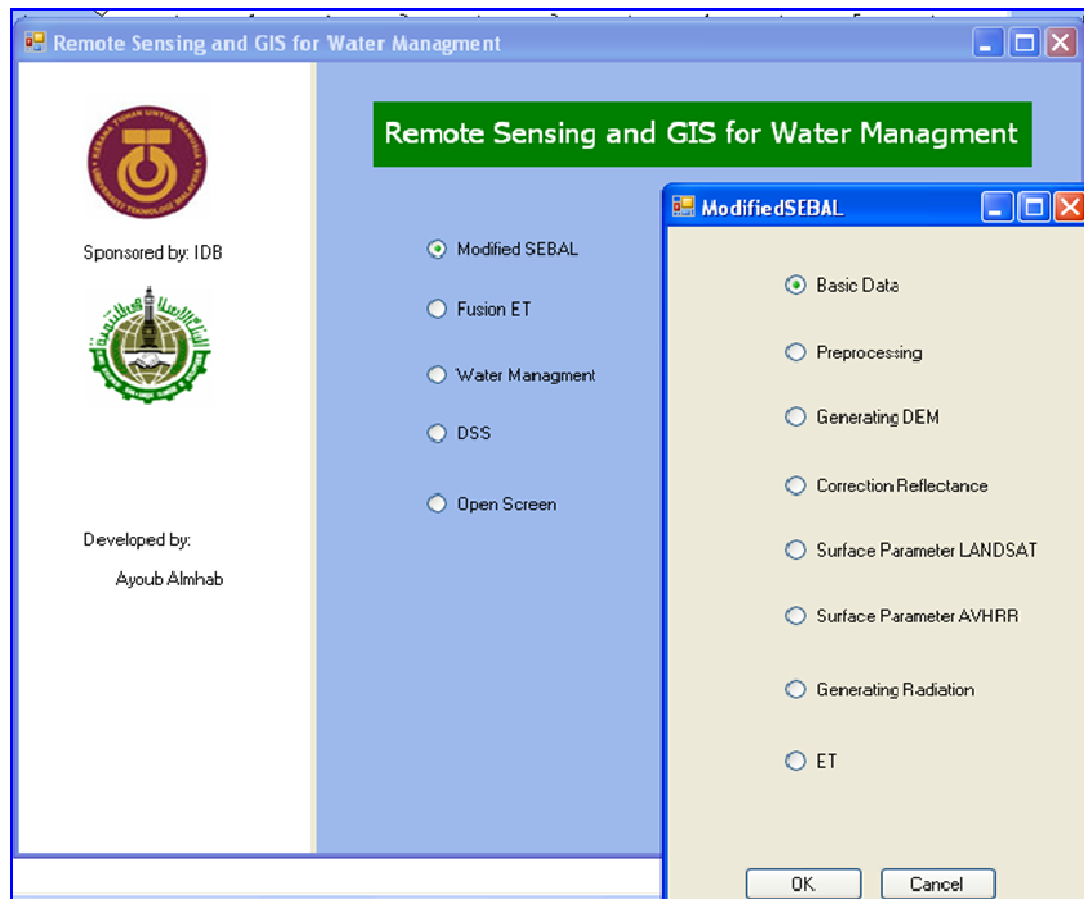 Remote Sensing and GIS for Water Managment
Remote Sensing and GIS for Water Managment
Sponsored by: IDB
Developed by:
Ayoub Almhab
Modified SEBAL
Fusion ET
Water Managment
DSS
Open Screen
ModifiedSEBAL
Basic Data
Preprocessing
Generating DEM
Correction Reflectance
Surface Parameter LANDSAT
Surface Parameter AVHRR
Generating Radiation
ET
OK
Cancel